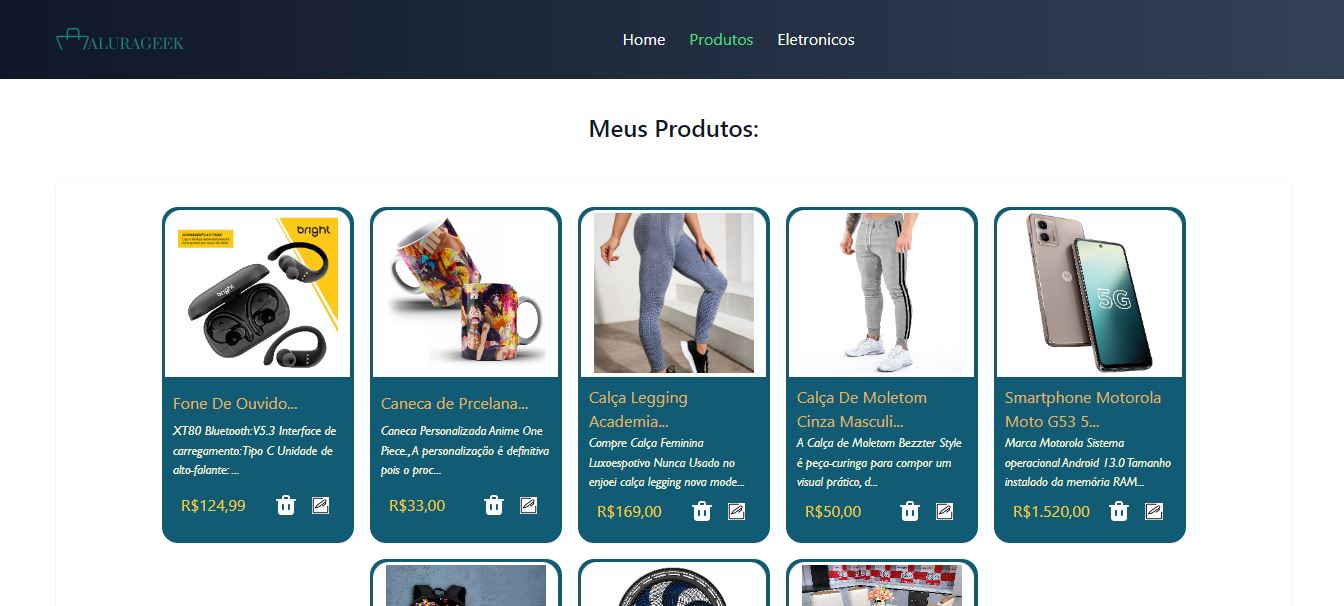 ALURAGEEK
Home Produtos Eletronicos
Meus Produtos:
bright
bright
5G
Fone De Ouvido...
XT80 Bluetooth:V5.3 Interface de
carregamento:Tipo C Unidade de
alto-falante: ...
R$124,99
Caneca de Prcelana...
Caneca Personalizada Anime One
Piece., A personalização é definitiva
pois o proc...
R$33,00
Calça Legging
Academia...
Compre Calça Feminina
Luxoespotivo Nunca Usado no
enjoei calça legging nova mode...
R$169,00
Calça De Moletom
Cinza Masculi...
A Calça de Moletom Bezzter Style
é peça-curinga para compor um
visual prático, d...
R$50,00
Smartphone Motorola
Moto G53 5...
Marca Motorola Sistema
operacional Android 13.0 Tamanho
instalado da memória RAM...
R$1.520,00